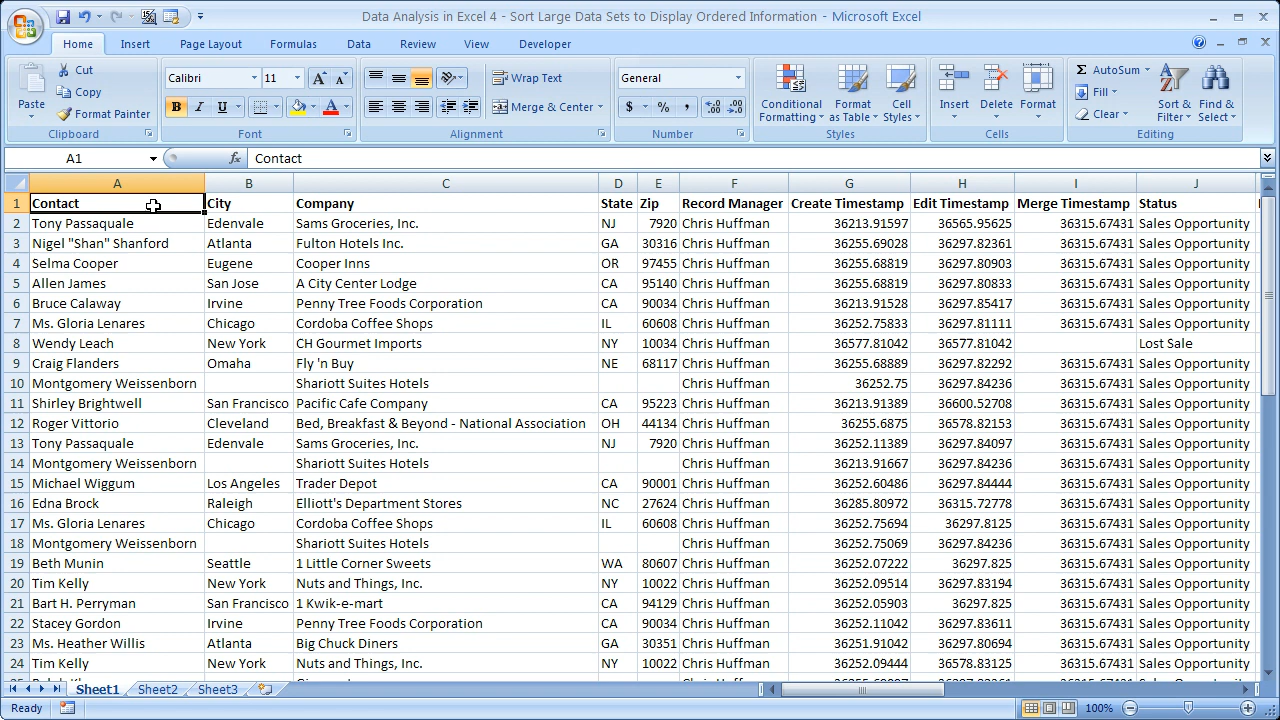 Data Analysis in Excel 4 - Sort Large Data Sets to Display Ordered Information - Microsoft Excel
Home Insert Page Layout Formulas Data Review View Developer
Paste Cut Copy Format Painter Clipboard
Calibri 11 B I U A Font
Wrap Text Merge & Center Alignment
General $ % , Number
Conditional Formatting Format as Table Cell Styles Styles
Insert Delete Format Cells
Σ AutoSum Fill Clear Sort & Filter Find & Select Editing
A1 fx Contact
A B C D E F G H I J
1 Contact City Company State Zip Record Manager Create Timestamp Edit Timestamp Merge Timestamp Status
2 Tony Passaquale Edenvale Sams Groceries, Inc. NJ 7920 Chris Huffman 36213.91597 36565.95625 36315.67431 Sales Opportunity
3 Nigel "Shan" Shanford Atlanta Fulton Hotels Inc. GA 30316 Chris Huffman 36255.69028 36297.82361 36315.67431 Sales Opportunity
4 Selma Cooper Eugene Cooper Inns OR 97455 Chris Huffman 36255.68819 36297.80903 36315.67431 Sales Opportunity
5 Allen James San Jose A City Center Lodge CA 95140 Chris Huffman 36255.68819 36297.80833 36315.67431 Sales Opportunity
6 Bruce Calaway Irvine Penny Tree Foods Corporation CA 90034 Chris Huffman 36213.91528 36297.85417 36315.67431 Sales Opportunity
7 Ms. Gloria Lenares Chicago Cordoba Coffee Shops IL 60608 Chris Huffman 36252.75833 36297.81111 36315.67431 Sales Opportunity
8 Wendy Leach New York CH Gourmet Imports NY 10034 Chris Huffman 36577.81042 36577.81042 Lost Sale
9 Craig Flanders Omaha Fly 'n Buy NE 68117 Chris Huffman 36255.68889 36297.82292 36315.67431 Sales Opportunity
10 Montgomery Weissenborn Shariott Suites Hotels Chris Huffman 36252.75 36297.84236 36315.67431 Sales Opportunity
11 Shirley Brightwell San Francisco Pacific Cafe Company CA 95223 Chris Huffman 36213.91389 36600.52708 36315.67431 Sales Opportunity
12 Roger Vittorio Cleveland Bed, Breakfast & Beyond - National Association OH 44134 Chris Huffman 36255.6875 36578.82153 36315.67431 Sales Opportunity
13 Tony Passaquale Edenvale Sams Groceries, Inc. NJ 7920 Chris Huffman 36252.11389 36297.84097 36315.67431 Sales Opportunity
14 Montgomery Weissenborn Shariott Suites Hotels Chris Huffman 36213.91667 36297.84236 36315.67431 Sales Opportunity
15 Michael Wiggum Los Angeles Trader Depot CA 90001 Chris Huffman 36252.60486 36297.84444 36315.67431 Sales Opportunity
16 Edna Brock Raleigh Elliott's Department Stores NC 27624 Chris Huffman 36285.80972 36315.72778 36315.67431 Sales Opportunity
17 Ms. Gloria Lenares Chicago Cordoba Coffee Shops IL 60608 Chris Huffman 36252.75694 36297.8125 36315.67431 Sales Opportunity
18 Montgomery Weissenborn Shariott Suites Hotels Chris Huffman 36252.75069 36297.84236 36315.67431 Sales Opportunity
19 Beth Munin Seattle 1 Little Corner Sweets WA 80607 Chris Huffman 36252.07222 36297.825 36315.67431 Sales Opportunity
20 Tim Kelly New York Nuts and Things, Inc. NY 10022 Chris Huffman 36252.09514 36297.83194 36315.67431 Sales Opportunity
21 Bart H. Perryman San Francisco 1 Kwik-e-mart CA 94129 Chris Huffman 36252.05903 36297.825 36315.67431 Sales Opportunity
22 Stacey Gordon Irvine Penny Tree Foods Corporation CA 90034 Chris Huffman 36252.11042 36297.83611 36315.67431 Sales Opportunity
23 Ms. Heather Willis Atlanta Big Chuck Diners GA 30351 Chris Huffman 36251.91042 36297.80694 36315.67431 Sales Opportunity
24 Tim Kelly New York Nuts and Things, Inc. NY 10022 Chris Huffman 36252.09444 36578.83125 36315.67431 Sales Opportunity
Sheet1 Sheet2 Sheet3
Ready 100%